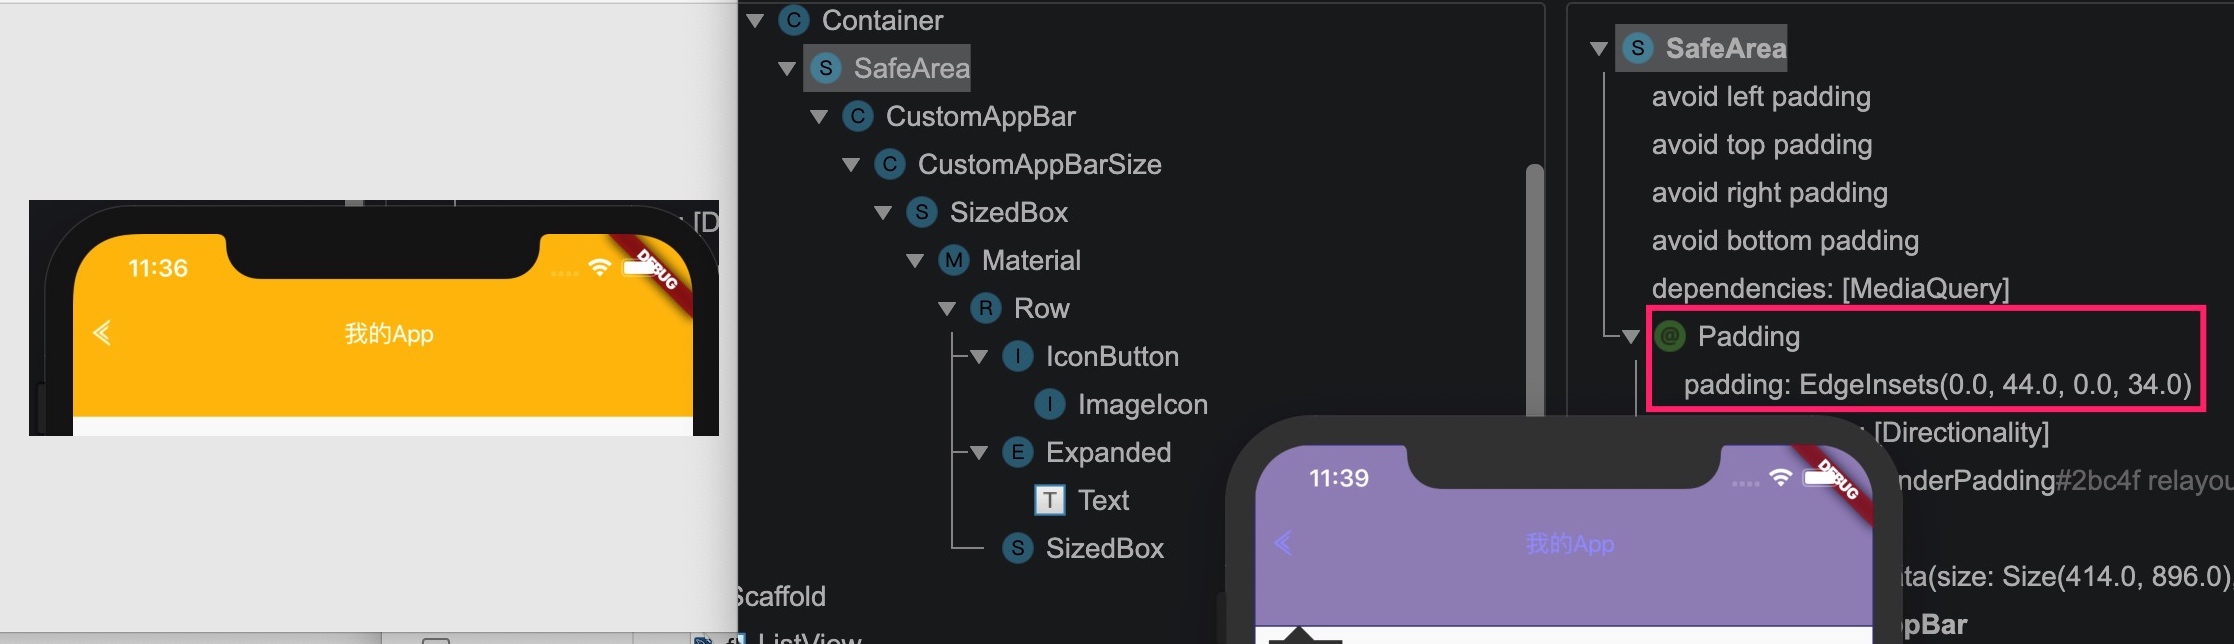 Container
SafeArea
CustomAppBar
CustomAppBarSize
SizedBox
Material
Row
IconButton
ImageIcon
Expanded
Text
SizedBox
Scaffold
ListView
[D
11:36
DEBUG
我的App
SafeArea
avoid left padding
avoid top padding
avoid right padding
avoid bottom padding
dependencies: [MediaQuery]
Padding
padding: EdgeInsets(0.0, 44.0, 0.0, 34.0)
: [Directionality]
nderPadding#2bc4f relayou
ta(size: Size(414.0, 896.0),
pBar
11:39
DEBUG
我的App